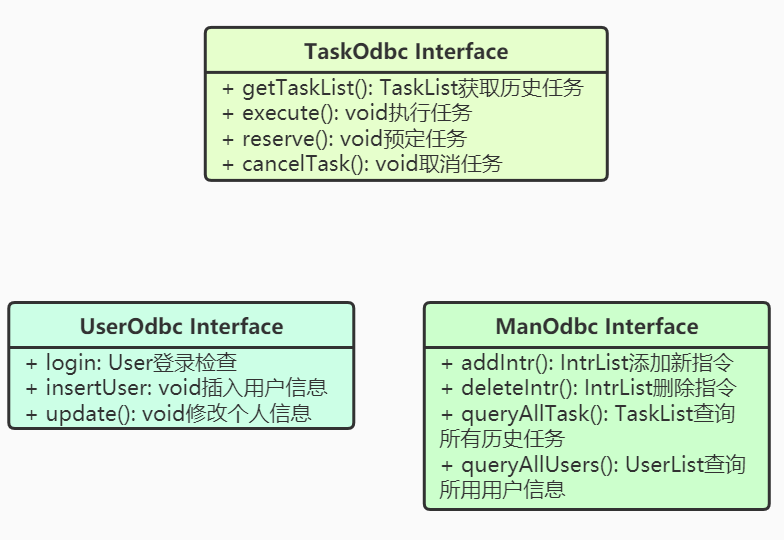 TaskOdbc Interface
+ getTaskList(): TaskList获取历史任务
+ execute(): void执行任务
+ reserve(): void预定任务
+ cancelTask(): void取消任务
UserOdbc Interface
+ login: User登录检查
+ insertUser: void插入用户信息
+ update(): void修改个人信息
ManOdbc Interface
+ addIntr(): IntrList添加新指令
+ deleteIntr(): IntrList删除指令
+ queryAllTask(): TaskList查询
所有历史任务
+ queryAllUsers(): UserList查询
所用用户信息